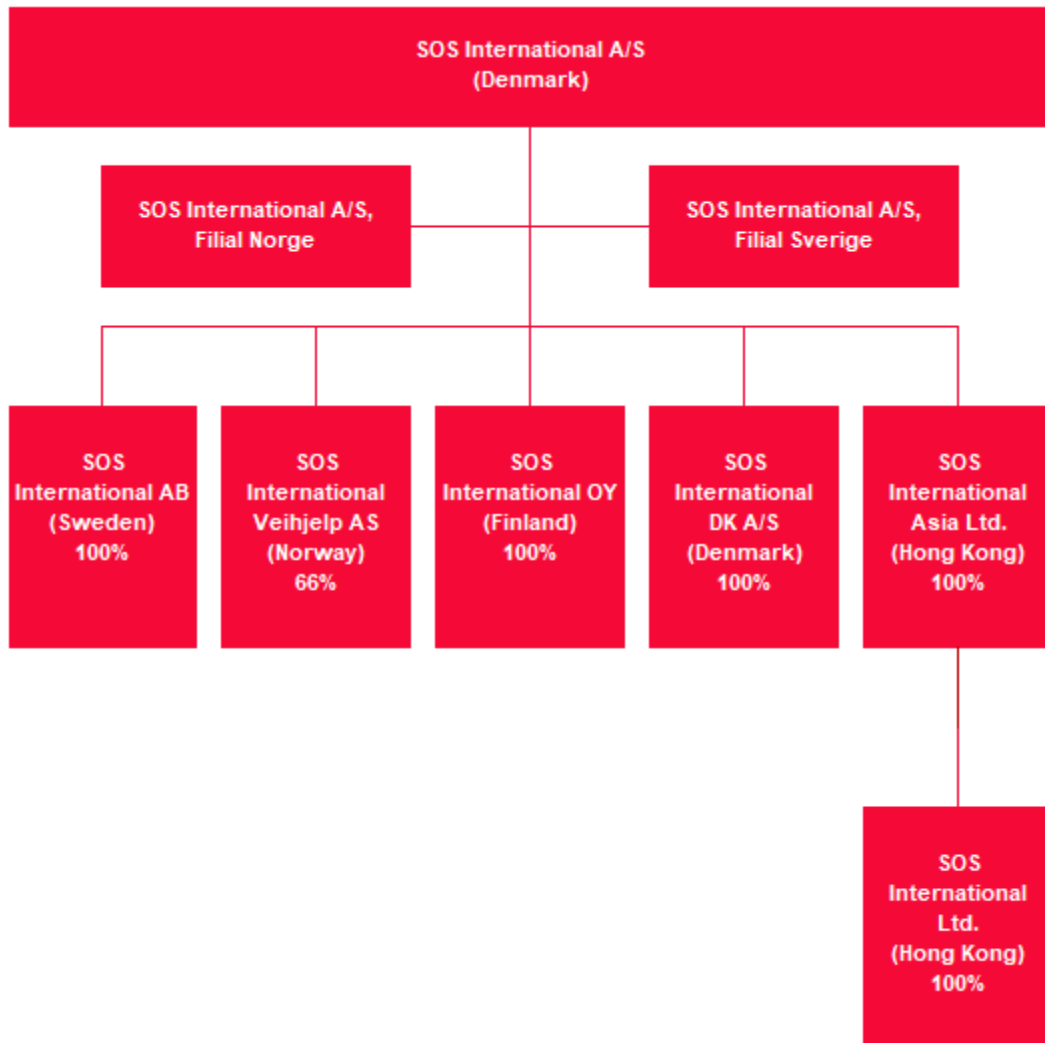 SOS International A/S
(Denmark)
SOS International A/S,
Filial Norge
SOS International A/S,
Filial Sverige
SOS
International AB
(Sweden)
100%
SOS
International
Veihjelp AS
(Norway)
66%
SOS
International OY
(Finland)
100%
SOS
International
DK A/S
(Denmark)
100%
SOS
International
Asia Ltd.
(Hong Kong)
100%
SOS
International
Ltd.
(Hong Kong)
100%